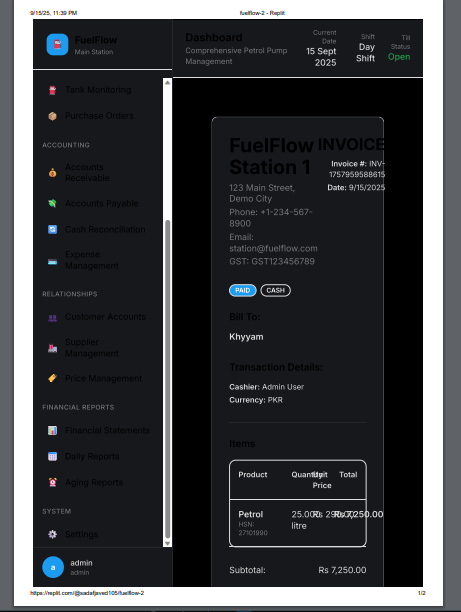 9/15/25, 11:39 PM
fuelflow-2 - Replit
FuelFlow
Main Station
Dashboard
Comprehensive Petrol Pump
Management
Current
Date
15 Sept
2025
Shift
Day
Shift
Till
Status
Open
Tank Monitoring
Purchase Orders
ACCOUNTING
Accounts
Receivable
Accounts Payable
Cash Reconciliation
Expense
Management
RELATIONSHIPS
Customer Accounts
Supplier
Management
Price Management
FINANCIAL REPORTS
Financial Statements
Daily Reports
Aging Reports
SYSTEM
Settings
admin
admin
FuelFlow
Station 1
INVOICE
Invoice #: INV-
1757959588615
Date: 9/15/2025
123 Main Street,
Demo City
Phone: +1-234-567-
8900
Email:
station@fuelflow.com
GST: GST123456789
PAID
CASH
Bill To:
Khyyam
Transaction Details:
Cashier: Admin User
Currency: PKR
Items
Product
Quantity
Unit
Price
Total
Petrol
HSN:
27101990
litre
Rs 7,250.00
Subtotal:
Rs 7,250.00
https://replit.com/@sadafjaved105/fuelflow-2
1/2